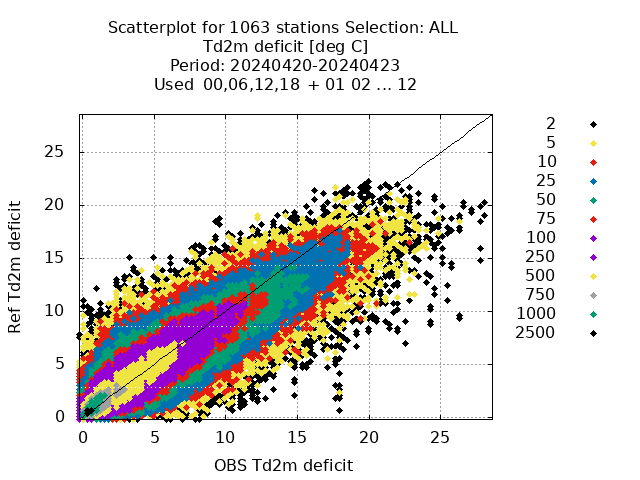 Scatterplot for 1063 stations Selection: ALL
Td2m deficit [deg C]
Period: 20240420-20240423
Used 00,06,12,18 + 01 02 ... 12
Ref Td2m deficit
25
20
15
10
5
0
0 5 10 15 20 25
OBS Td2m deficit
2
5
10
25
50
75
100
250
500
750
1000
2500